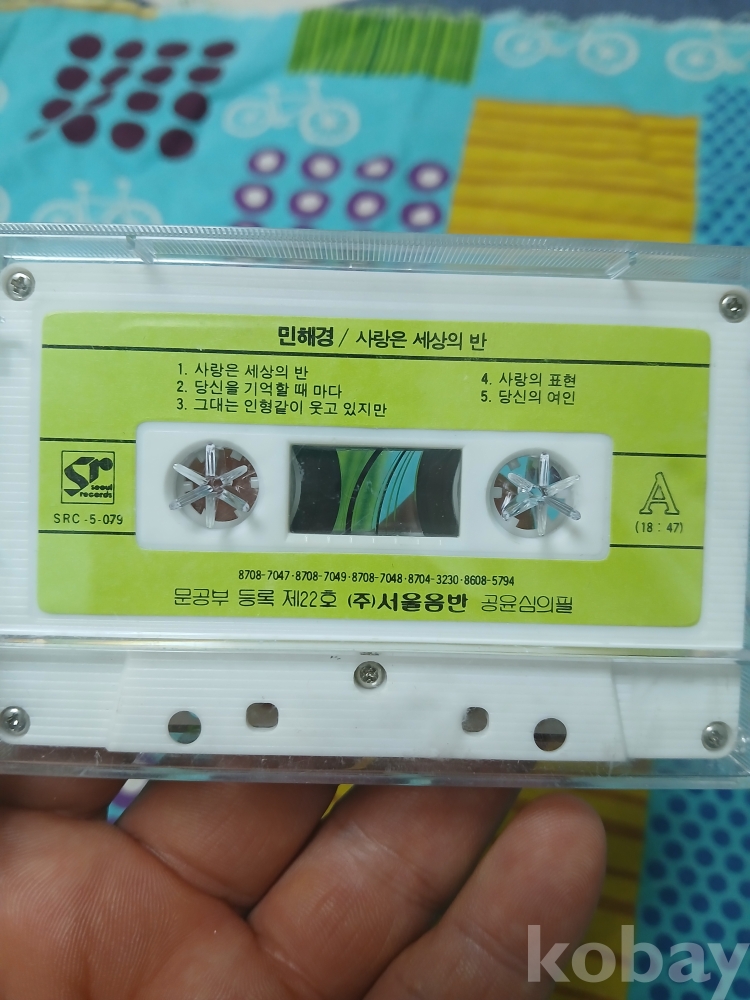 민해경 / 사랑은 세상의 반
1. 사랑은 세상의 반
2. 당신을 기억할 때 마다
3. 그대는 인형같이 웃고 있지만
4. 사랑의 표현
5. 당신의 여인
Sr
seoul
records
SRC-5-079
A
(18 : 47)
8708-7047·8708-7049·8708-7048·8704-3230·8608-5794
문공부 등록 제22호 (주)서울음반 공윤심의필
kobay